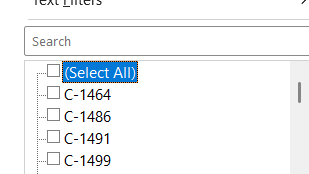 Text Filters
Search
(Select All)
C-1464
C-1486
C-1491
C-1499